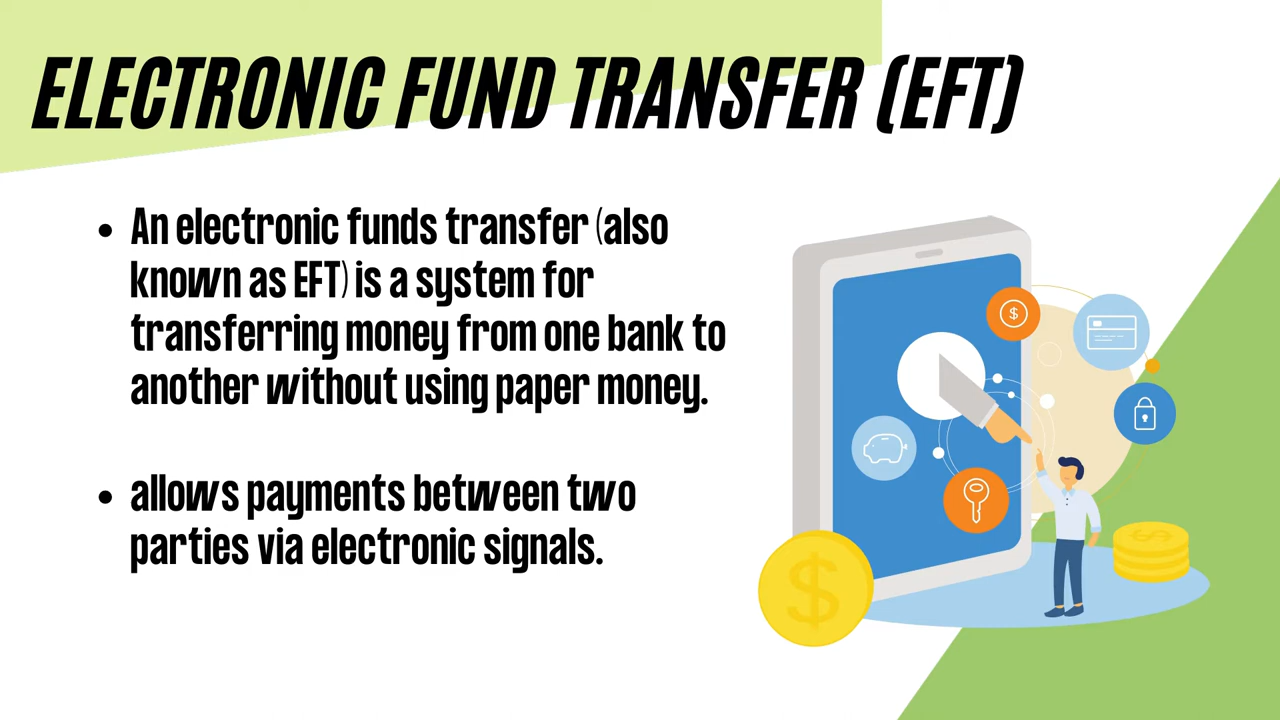 ELECTRONIC FUND TRANSFER (EFT)
• An electronic funds transfer (also
known as EFT) is a system for
transferring money from one bank to
another without using paper money.
• allows payments between two
parties via electronic signals.
$
$
$